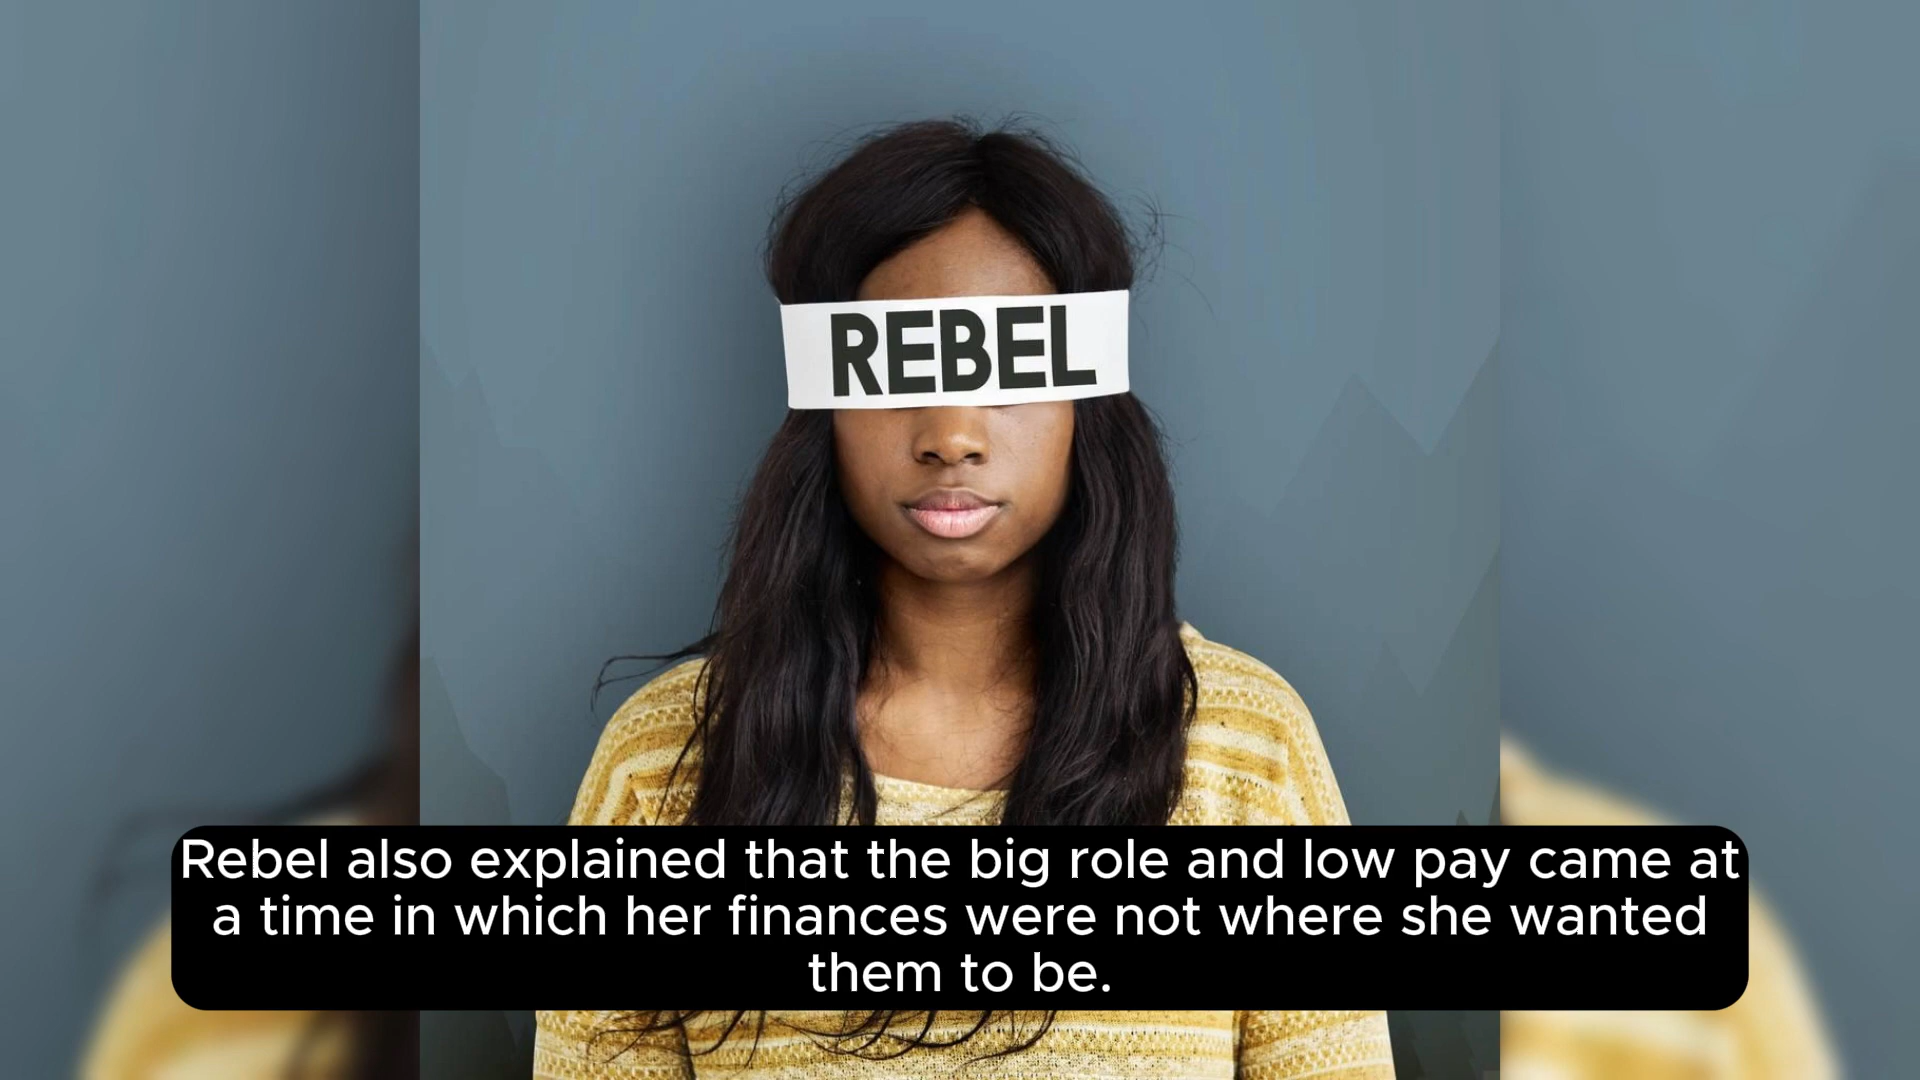 REBEL
Rebel also explained that the big role and low pay came at
a time in which her finances were not where she wanted
them to be.